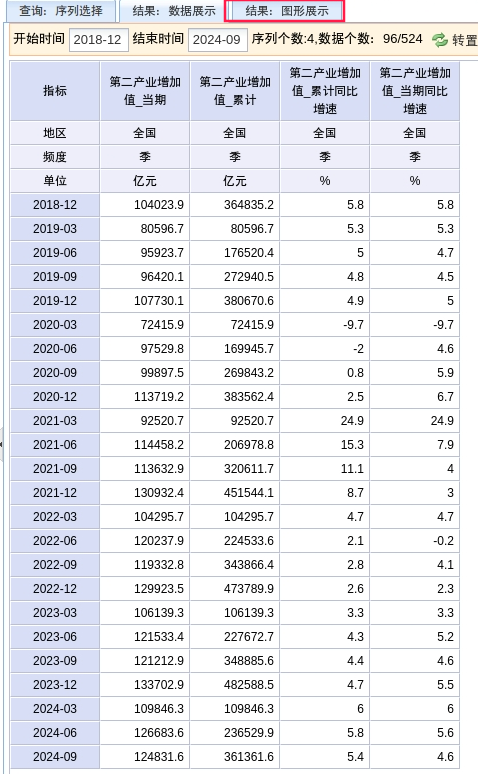 查询：序列选择 结果：数据展示 结果：图形展示
开始时间 2018-12 结束时间 2024-09 序列个数:4,数据个数：96/524 转置
指标 第二产业增加值_当期 第二产业增加值_累计 第二产业增加值_累计同比增速 第二产业增加值_当期同比增速
地区 全国 全国 全国 全国
频度 季 季 季 季
单位 亿元 亿元 % %
2018-12 104023.9 364835.2 5.8 5.8
2019-03 80596.7 80596.7 5.3 5.3
2019-06 95923.7 176520.4 5 4.7
2019-09 96420.1 272940.5 4.8 4.5
2019-12 107730.1 380670.6 4.9 5
2020-03 72415.9 72415.9 -9.7 -9.7
2020-06 97529.8 169945.7 -2 4.6
2020-09 99897.5 269843.2 0.8 5.9
2020-12 113719.2 383562.4 2.5 6.7
2021-03 92520.7 92520.7 24.9 24.9
2021-06 114458.2 206978.8 15.3 7.9
2021-09 113632.9 320611.7 11.1 4
2021-12 130932.4 451544.1 8.7 3
2022-03 104295.7 104295.7 4.7 4.7
2022-06 120237.9 224533.6 2.1 -0.2
2022-09 119332.8 343866.4 2.8 4.1
2022-12 129923.5 473789.9 2.6 2.3
2023-03 106139.3 106139.3 3.3 3.3
2023-06 121533.4 227672.7 4.3 5.2
2023-09 121212.9 348885.6 4.4 4.6
2023-12 133702.9 482588.5 4.7 5.5
2024-03 109846.3 109846.3 6 6
2024-06 126683.6 236529.9 5.8 5.6
2024-09 124831.6 361361.6 5.4 4.6